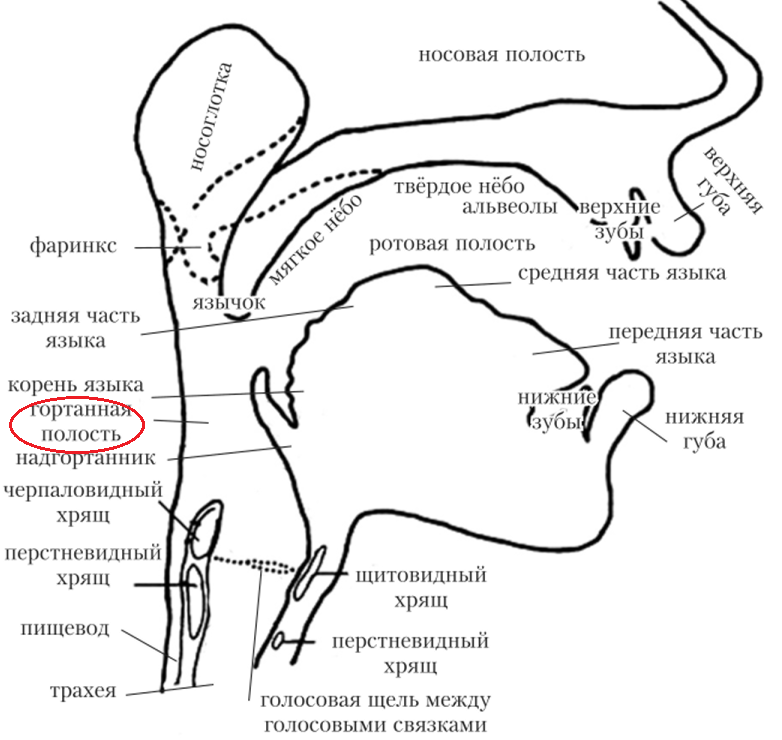 носовая полость
носоглотка
верхняя
губа
твёрдое нёбо
альвеолы
верхние
зубы
мягкое нёбо
фаринкс
ротовая полость
средняя часть языка
язычок
задняя часть
языка
передняя часть
языка
корень языка
гортанная
полость
нижние
зубы
нижняя
губа
надгортанник
черпаловидный
хрящ
перстневидный
хрящ
щитовидный
хрящ
пищевод
перстневидный
хрящ
трахея
голосовая щель между
голосовыми связками